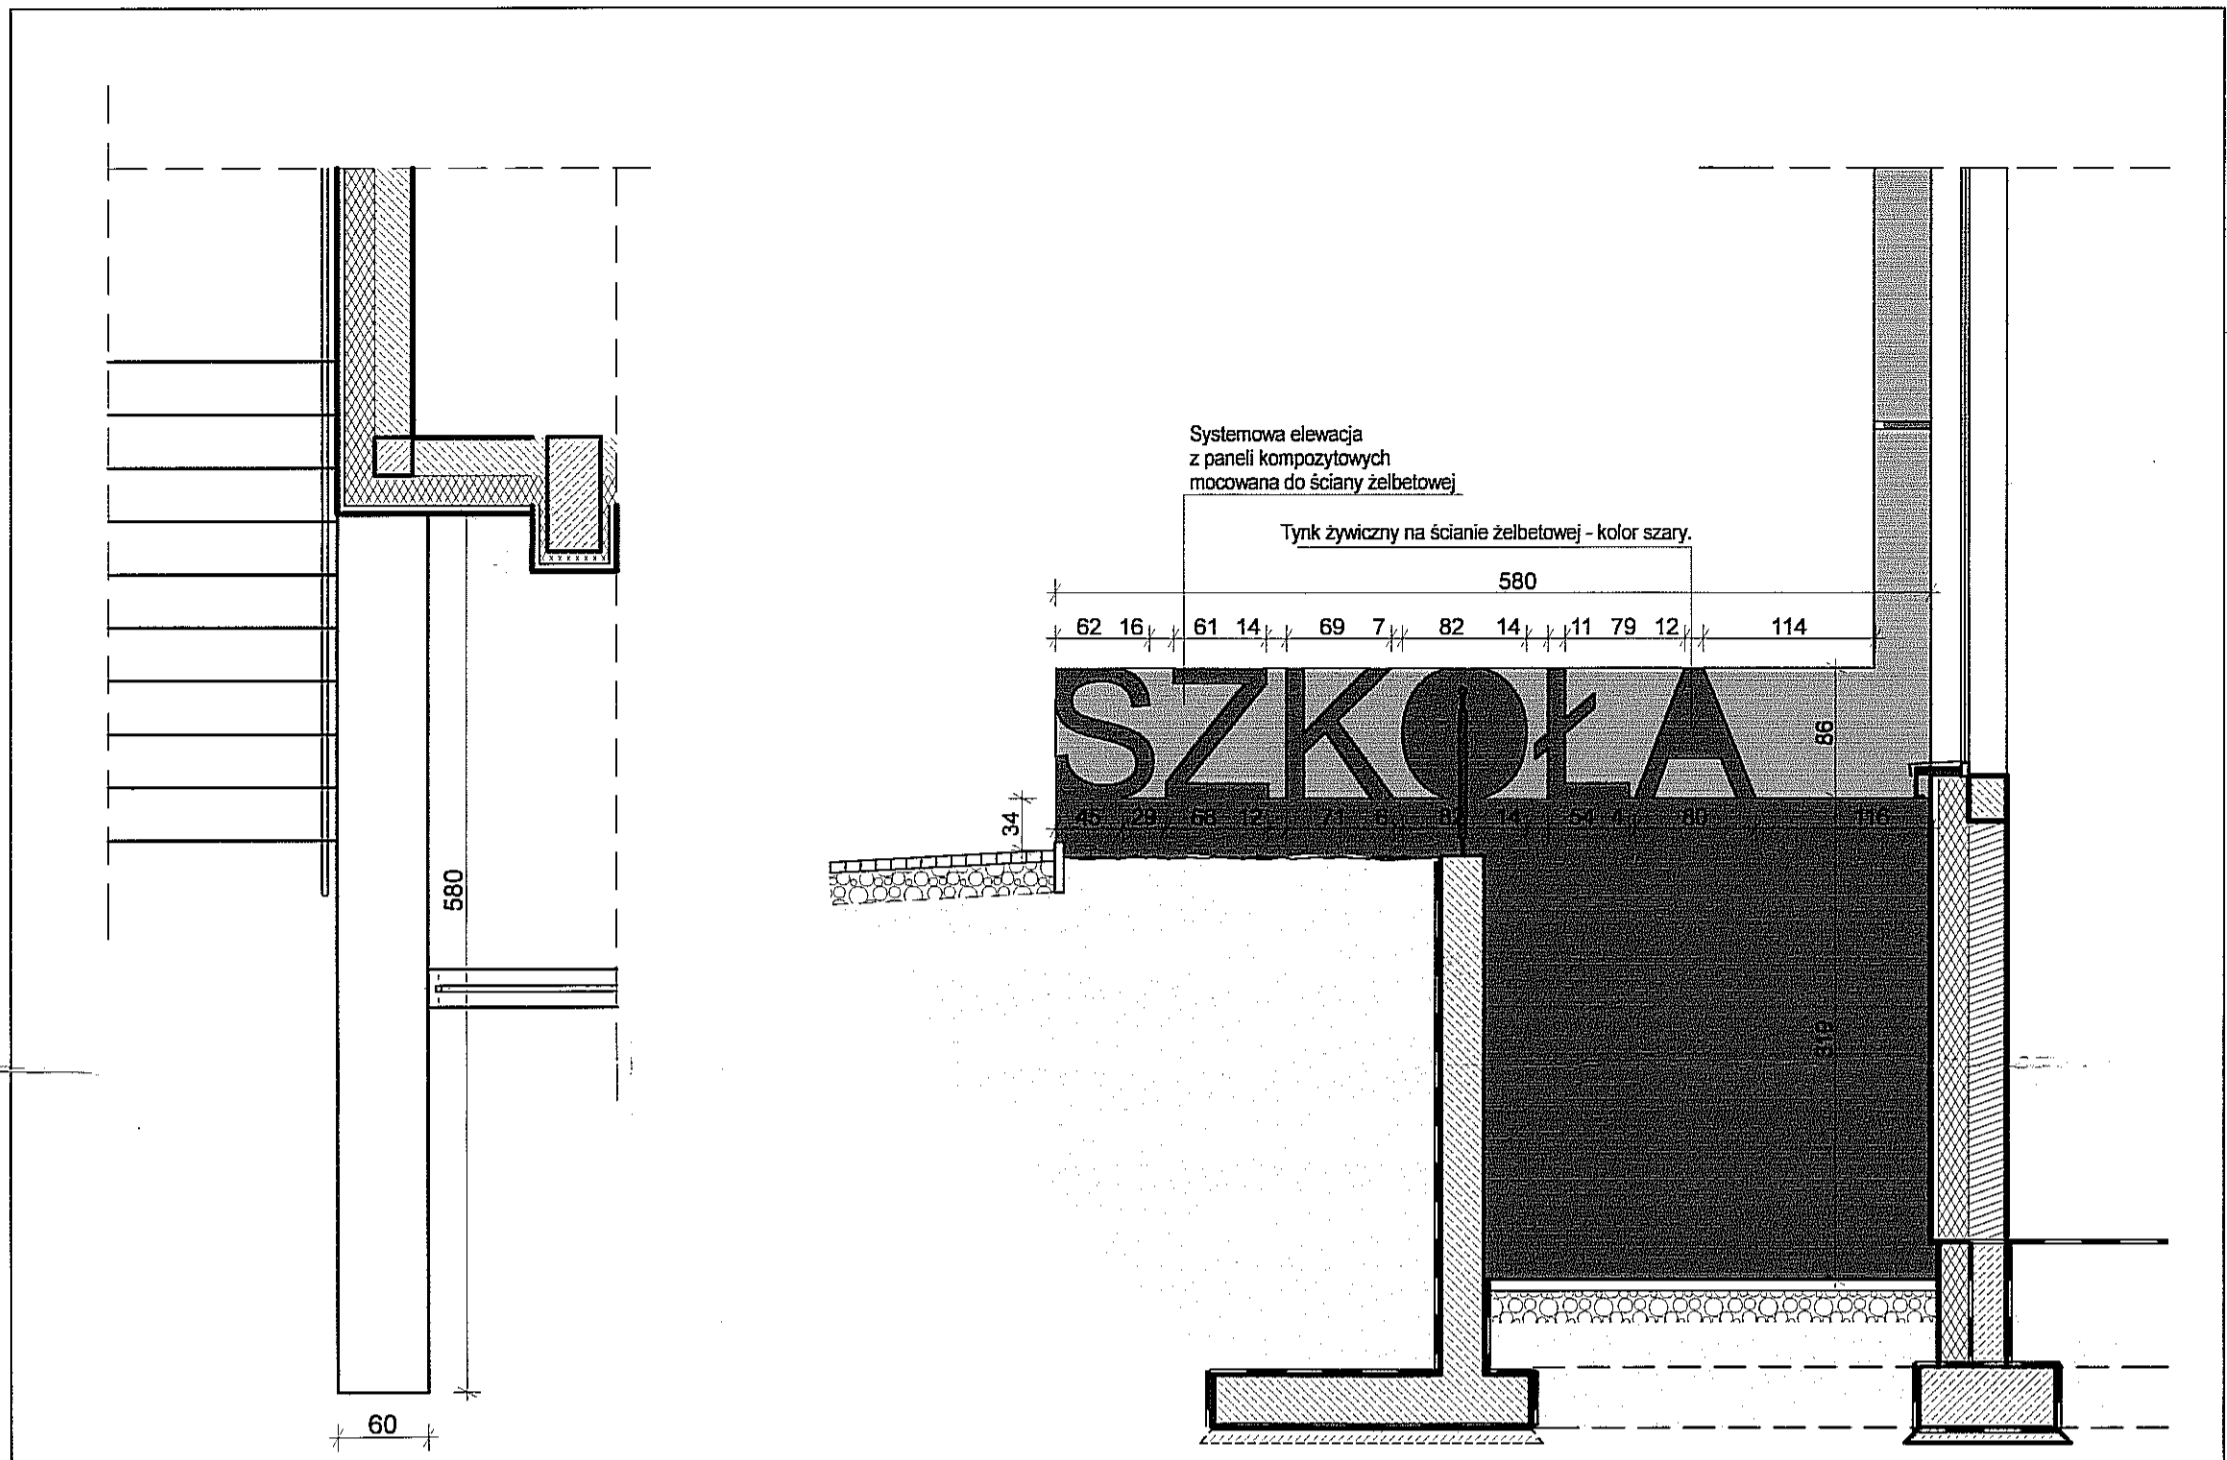 Systemowa elewacja
z paneli kompozytowych
mocowana do ściany żelbetowej
Tynk żywiczny na ścianie żelbetowej - kolor szary.
580
62 16 61 14 69 7 82 14 11 79 12 114
SZKOŁA
86
34
45 29 68 12 71 6 82 14 54 4 80 116
319
580
60